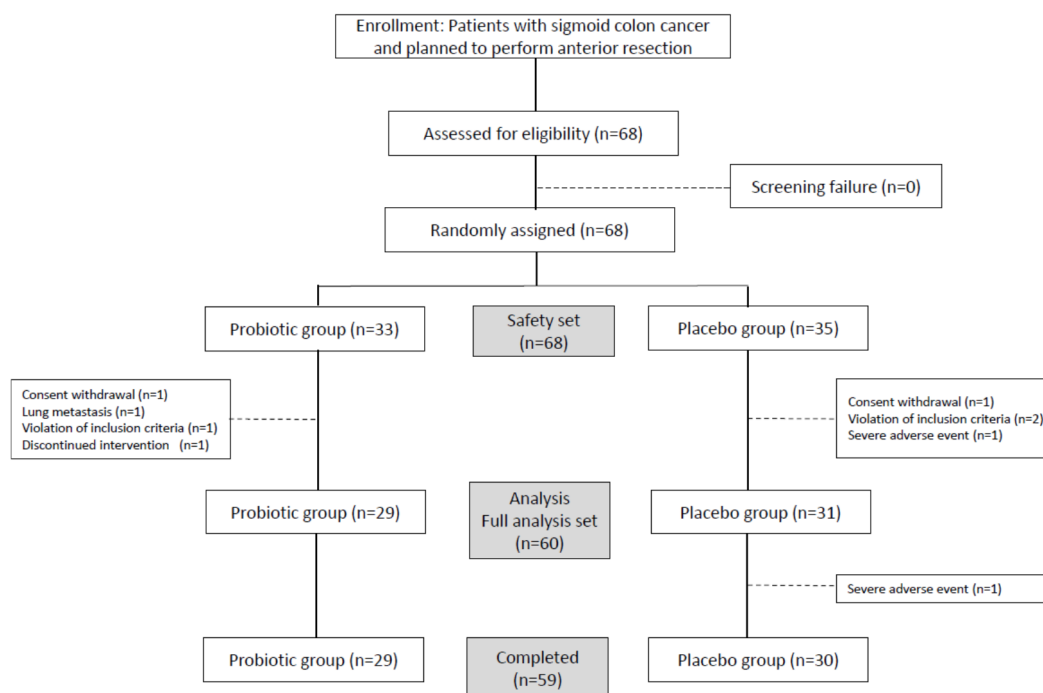 Enrollment: Patients with sigmoid colon cancer
and planned to perform anterior resection
Assessed for eligibility (n=68)
Screening failure (n=0)
Randomly assigned (n=68)
Probiotic group (n=33)
Safety set
(n=68)
Placebo group (n=35)
Consent withdrawal (n=1)
Lung metastasis (n=1)
Violation of inclusion criteria (n=1)
Discontinued intervention (n=1)
Consent withdrawal (n=1)
Violation of inclusion criteria (n=2)
Severe adverse event (n=1)
Probiotic group (n=29)
Analysis
Full analysis set
(n=60)
Placebo group (n=31)
Severe adverse event (n=1)
Probiotic group (n=29)
Completed
(n=59)
Placebo group (n=30)